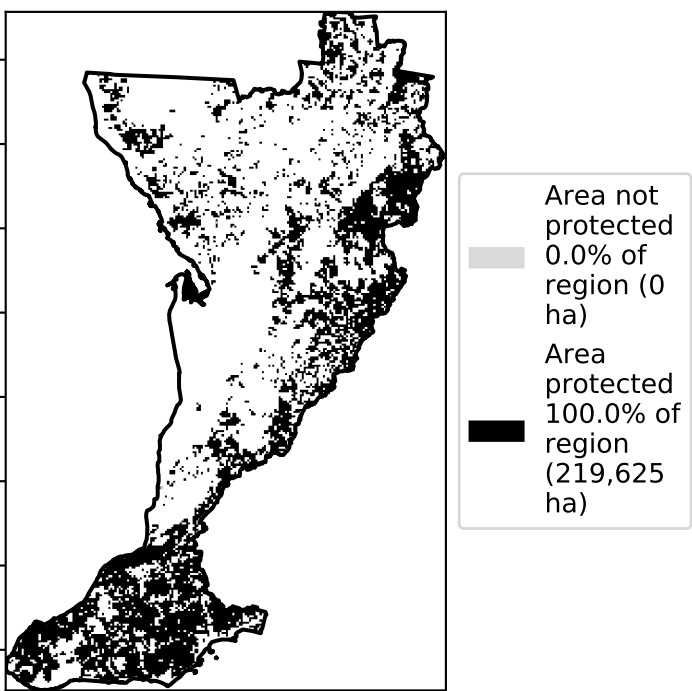 Area not
protected
0.0% of
region (0
ha)
Area
protected
100.0% of
region
(219,625
ha)